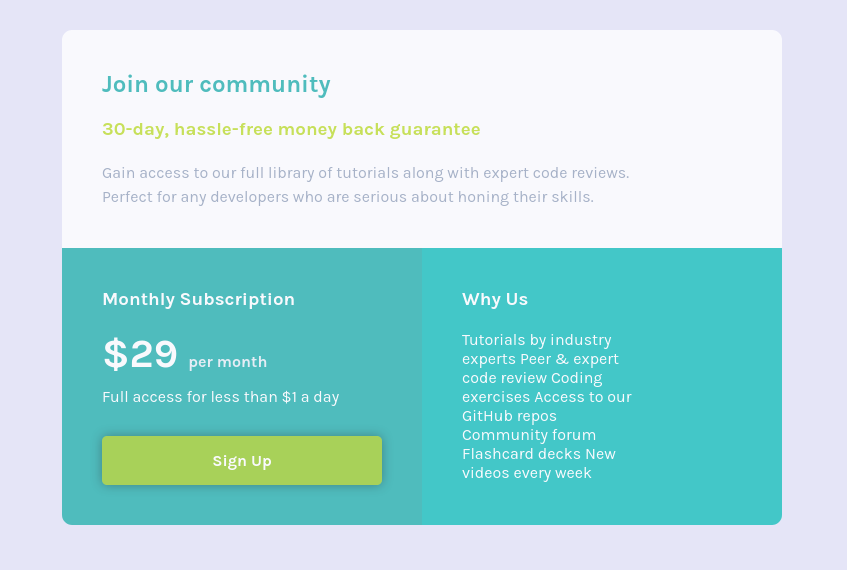 Join our community
30-day, hassle-free money back guarantee
Gain access to our full library of tutorials along with expert code reviews.
Perfect for any developers who are serious about honing their skills.
Monthly Subscription
$29 per month
Full access for less than $1 a day
Sign Up
Why Us
Tutorials by industry
experts Peer & expert
code review Coding
exercises Access to our
GitHub repos
Community forum
Flashcard decks New
videos every week